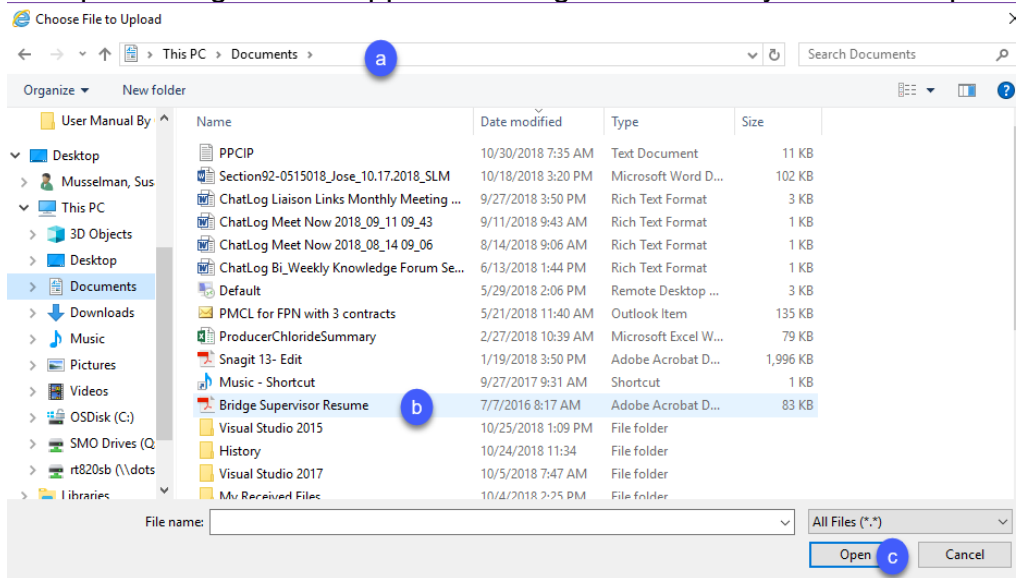 Choose File to Upload
This PC > Documents > a Search Documents
Organize New folder
User Manual By Name Date modified Type Size
PPCIP 10/30/2018 7:35 AM Text Document 11 KB
Desktop
Section92-0515018_Jose_10.17.2018_SLM 10/18/2018 3:20 PM Microsoft Word D... 102 KB
Musselman, Sus
ChatLog Liaison Links Monthly Meeting ... 9/27/2018 3:50 PM Rich Text Format 3 KB
This PC
ChatLog Meet Now 2018_09_11 09_43 9/11/2018 9:43 AM Rich Text Format 1 KB
3D Objects
ChatLog Meet Now 2018_08_14 09_06 8/14/2018 9:06 AM Rich Text Format 1 KB
Desktop
ChatLog Bi_Weekly Knowledge Forum Se... 6/13/2018 1:44 PM Rich Text Format 1 KB
Documents
Default 5/29/2018 2:06 PM Remote Desktop ... 3 KB
Downloads
PMCL for FPN with 3 contracts 5/21/2018 11:40 AM Outlook Item 135 KB
Music
ProducerChlorideSummary 2/27/2018 10:39 AM Microsoft Excel W... 79 KB
Pictures
Snagit 13- Edit 1/19/2018 3:50 PM Adobe Acrobat D... 1,996 KB
Videos
Music - Shortcut 9/27/2017 9:31 AM Shortcut 1 KB
OSDisk (C:)
Bridge Supervisor Resume b 7/7/2016 8:17 AM Adobe Acrobat D... 83 KB
SMO Drives (Q
Visual Studio 2015 10/25/2018 1:09 PM File folder
rt820sb (\\dots
History 10/24/2018 11:34 File folder
Visual Studio 2017 10/5/2018 7:47 AM File folder
Libraries
My Received Files 10/4/2018 2:25 PM File folder
File name: All Files (*.*)
Open c Cancel